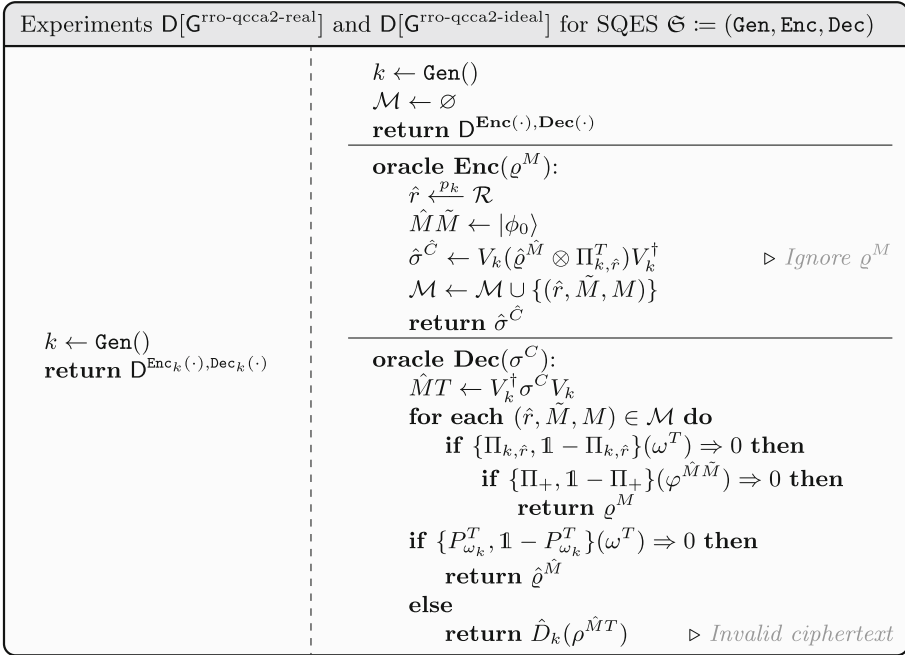 Experiments D[G^rro-qcca2-real] and D[G^rro-qcca2-ideal] for SQES 𝔖 := (Gen, Enc, Dec)
k ← Gen()
return D^{Enc_k(·),Dec_k(·)}
k ← Gen()
ℳ ← ∅
return D^{Enc(·),Dec(·)}
oracle Enc(ϱ^M):
r̂ ←^{p_k} ℛ
M̂M̃ ← |ϕ_0⟩
σ̂^Ĉ ← V_k(ϱ̂^M̂ ⊗ Π^T_{k,r̂})V_k^† ▷ Ignore ϱ^M
ℳ ← ℳ ∪ {(r̂, M̃, M)}
return σ̂^Ĉ
oracle Dec(σ^C):
M̂T ← V_k^† σ^C V_k
for each (r̂, M̃, M) ∈ ℳ do
if {Π_{k,r̂}, 𝟙 − Π_{k,r̂}}(ω^T) ⇒ 0 then
if {Π_+, 𝟙 − Π_+}(φ^{M̂M̃}) ⇒ 0 then
return ϱ^M
if {P^T_{ω_k}, 𝟙 − P^T_{ω_k}}(ω^T) ⇒ 0 then
return ϱ̂^M̂
else
return D̂_k(ρ^{M̂T}) ▷ Invalid ciphertext